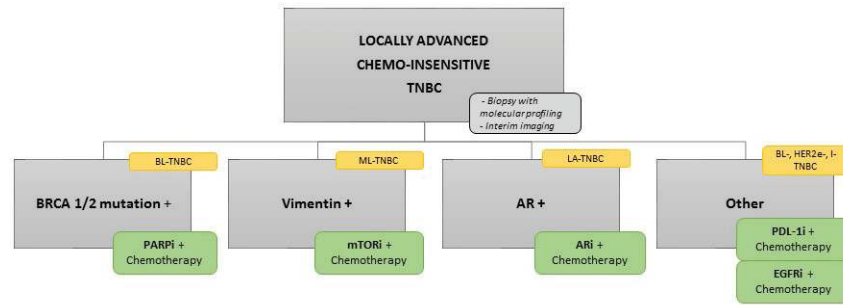 LOCALLY ADVANCED
CHEMO-INSENSITIVE
TNBC
- Biopsy with
molecular profiling
- Interim imaging
BL-TNBC
BRCA 1/2 mutation +
PARPi +
Chemotherapy
ML-TNBC
Vimentin +
mTORi +
Chemotherapy
LA-TNBC
AR +
ARi +
Chemotherapy
BL-, HER2e-, I-
TNBC
Other
PDL-1i +
Chemotherapy
EGFRi +
Chemotherapy